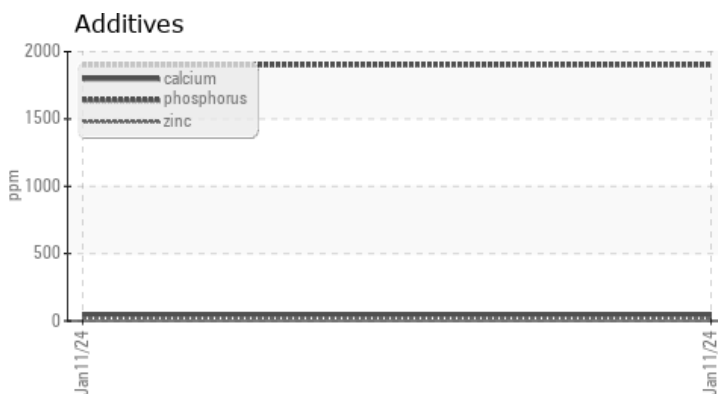 Additives
2000
1500
1000
500
0
ppm
calcium
phosphorus
zinc
Jan11/24
Jan11/24